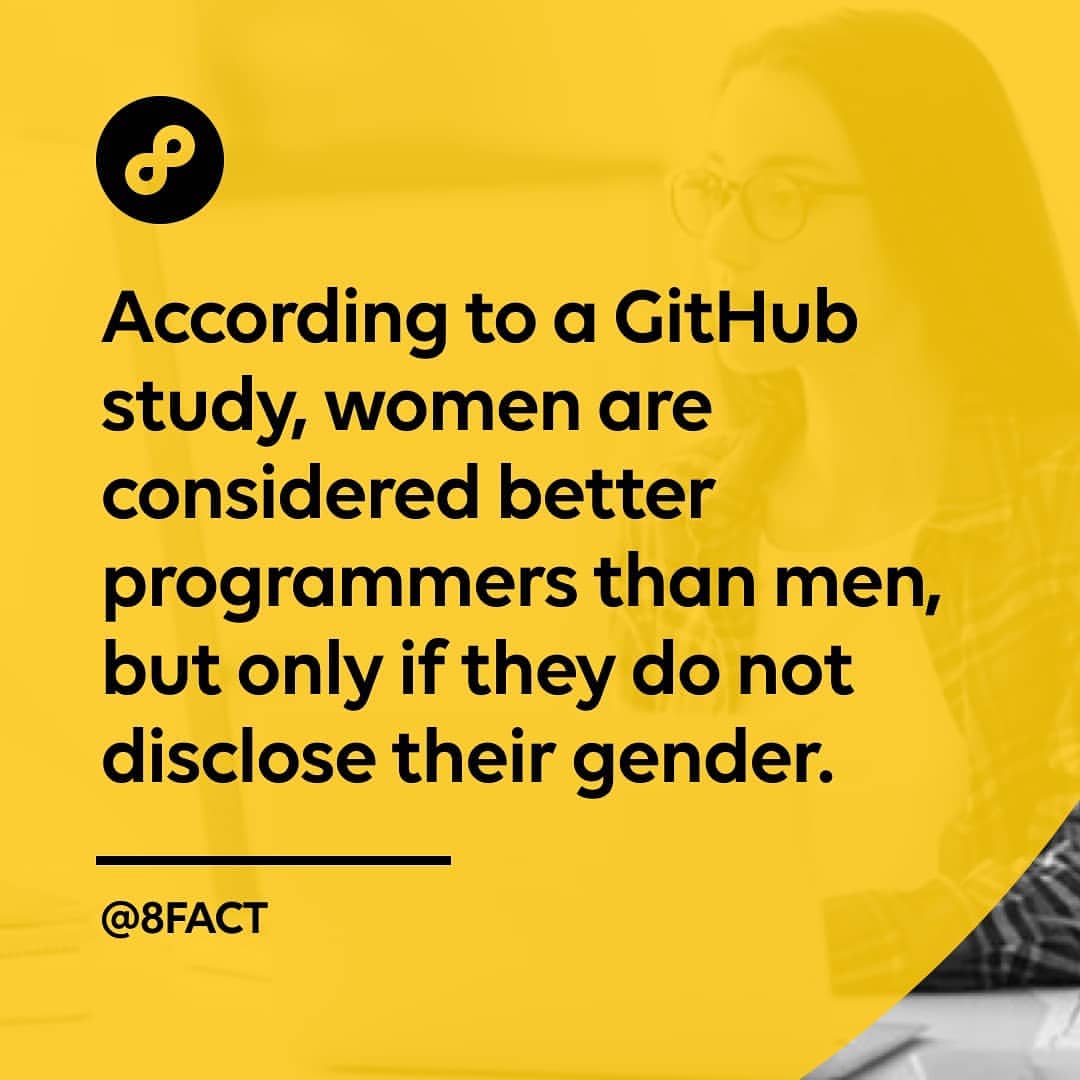 According to a GitHub
study, women are
considered better
programmers than men,
but only if they do not
disclose their gender.
@8FACT